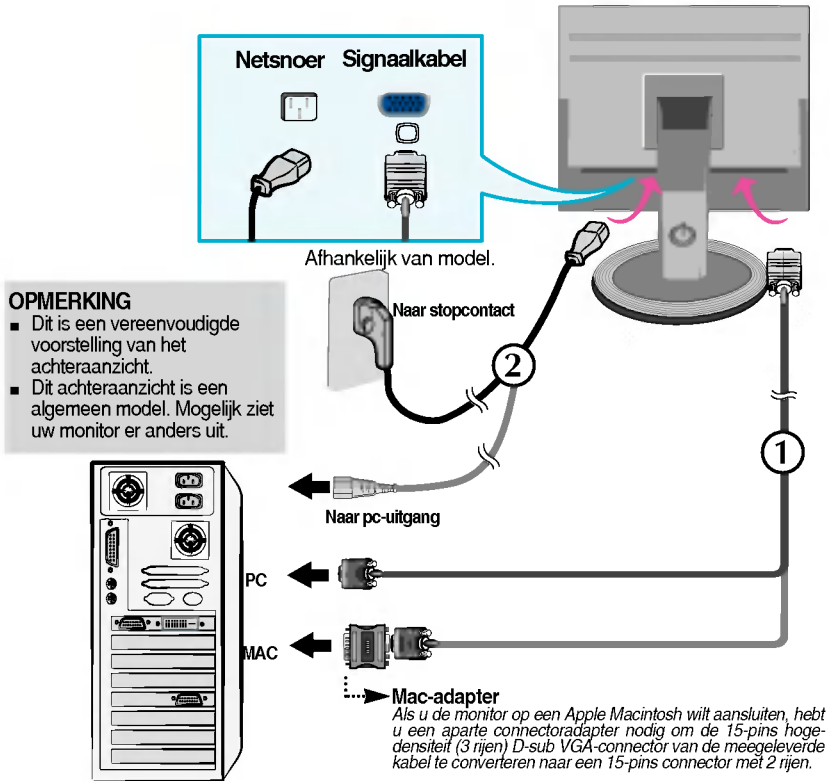 Netsnoer Signaalkabel
Afhankelijk van model.
OPMERKING
■ Dit is een vereenvoudigde
voorstelling van het
achteraanzicht.
■ Dit achteraanzicht is een
algemeen model. Mogelijk ziet
uw monitor er anders uit.
Naar stopcontact
2
1
Naar pc-uitgang
PC
MAC
Mac-adapter
Als u de monitor op een Apple Macintosh wilt aansluiten, hebt
u een aparte connectoradapter nodig om de 15-pins hoge-
densiteit (3 rijen) D-sub VGA-connector van de meegeleverde
kabel te converteren naar een 15-pins connector met 2 rijen.